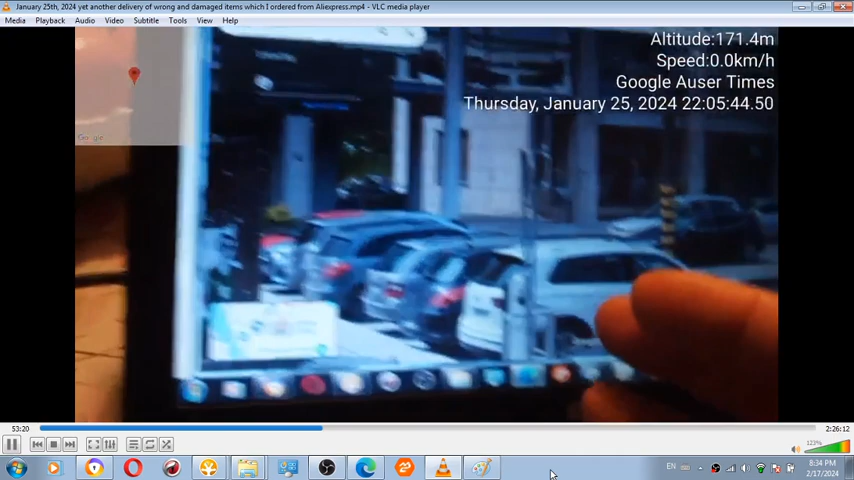 January 25th, 2024 yet another delivery of wrong and damaged items which I ordered from Aliexpress.mp4 - VLC media player
Media Playback Audio Video Subtitle Tools View Help
Altitude:171.4m
Speed:0.0km/h
Google Auser Times
Thursday, January 25, 2024 22:05:44.50
Google
53:20
2:26:12
123%
EN
8:34 PM
2/17/2024